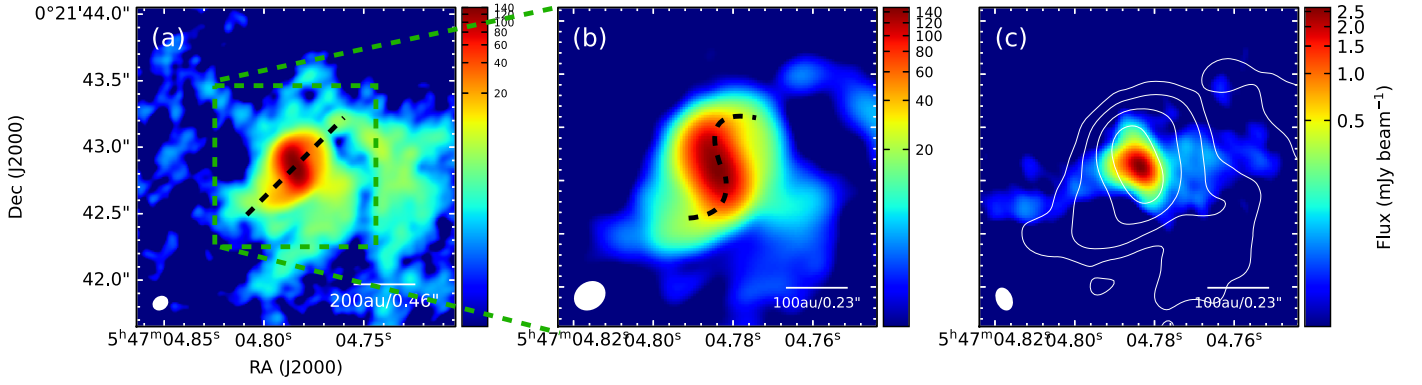 (a)
(b)
(c)
0°21'44.0"
43.5"
43.0"
42.5"
42.0"
Dec (J2000)
200au/0.46"
100au/0.23"
100au/0.23"
140
120
100
80
60
40
20
140
120
100
80
60
40
20
2.5
2.0
1.5
1.0
0.5
Flux (mJy beam⁻¹)
5ʰ47ᵐ04.85ˢ
04.80ˢ
04.75ˢ
5ʰ47ᵐ04.82ˢ
04.80ˢ
04.78ˢ
04.76ˢ
5ʰ47ᵐ04.82ˢ
04.80ˢ
04.78ˢ
04.76ˢ
RA (J2000)